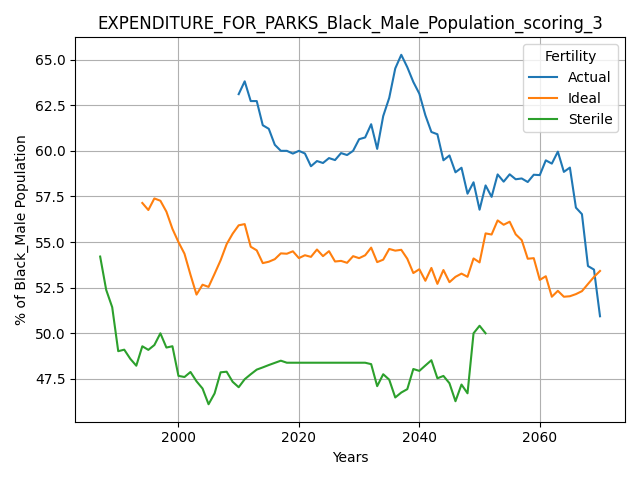 EXPENDITURE_FOR_PARKS_Black_Male_Population_scoring_3
% of Black_Male Population
65.0
62.5
60.0
57.5
55.0
52.5
50.0
47.5
Fertility
Actual
Ideal
Sterile
2000
2020
2040
2060
Years